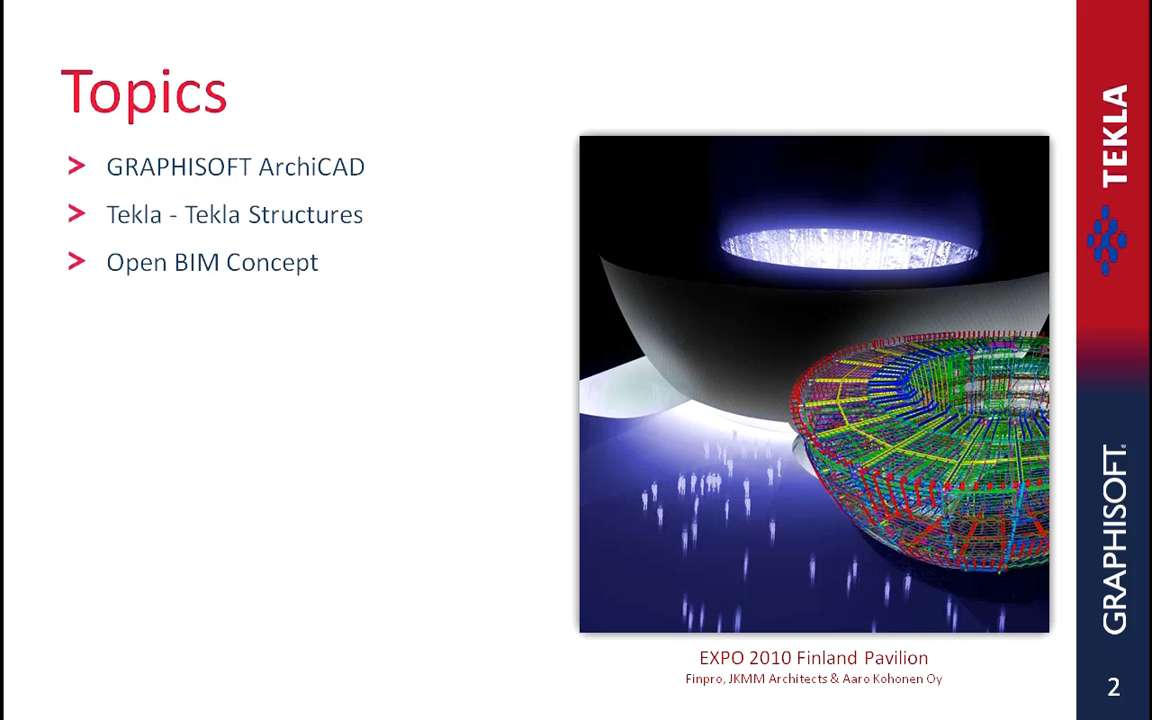 Topics
> GRAPHISOFT ArchiCAD
> Tekla - Tekla Structures
> Open BIM Concept
EXPO 2010 Finland Pavilion
Finpro, JKMM Architects & Aaro Kohonen Oy
TEKLA
GRAPHISOFT®
2